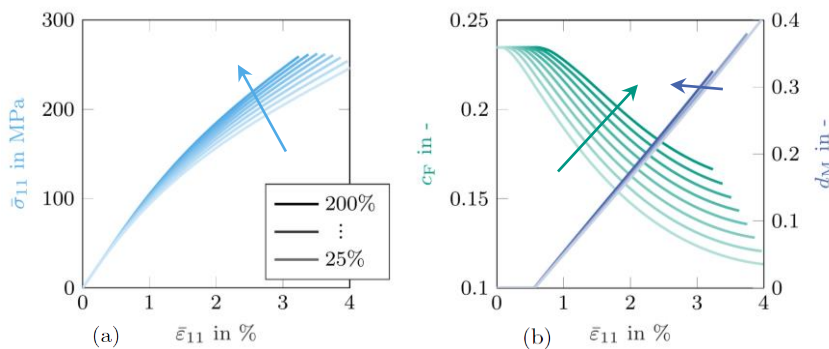 300
200
100
0
0 1 2 3 4
σ̄₁₁ in MPa
200%
⋮
25%
(a) ε̄₁₁ in %
0.25
0.2
0.15
0.1
c_F in -
0 1 2 3 4
0.4
0.3
0.2
0.1
0
d_M in -
(b) ε̄₁₁ in %